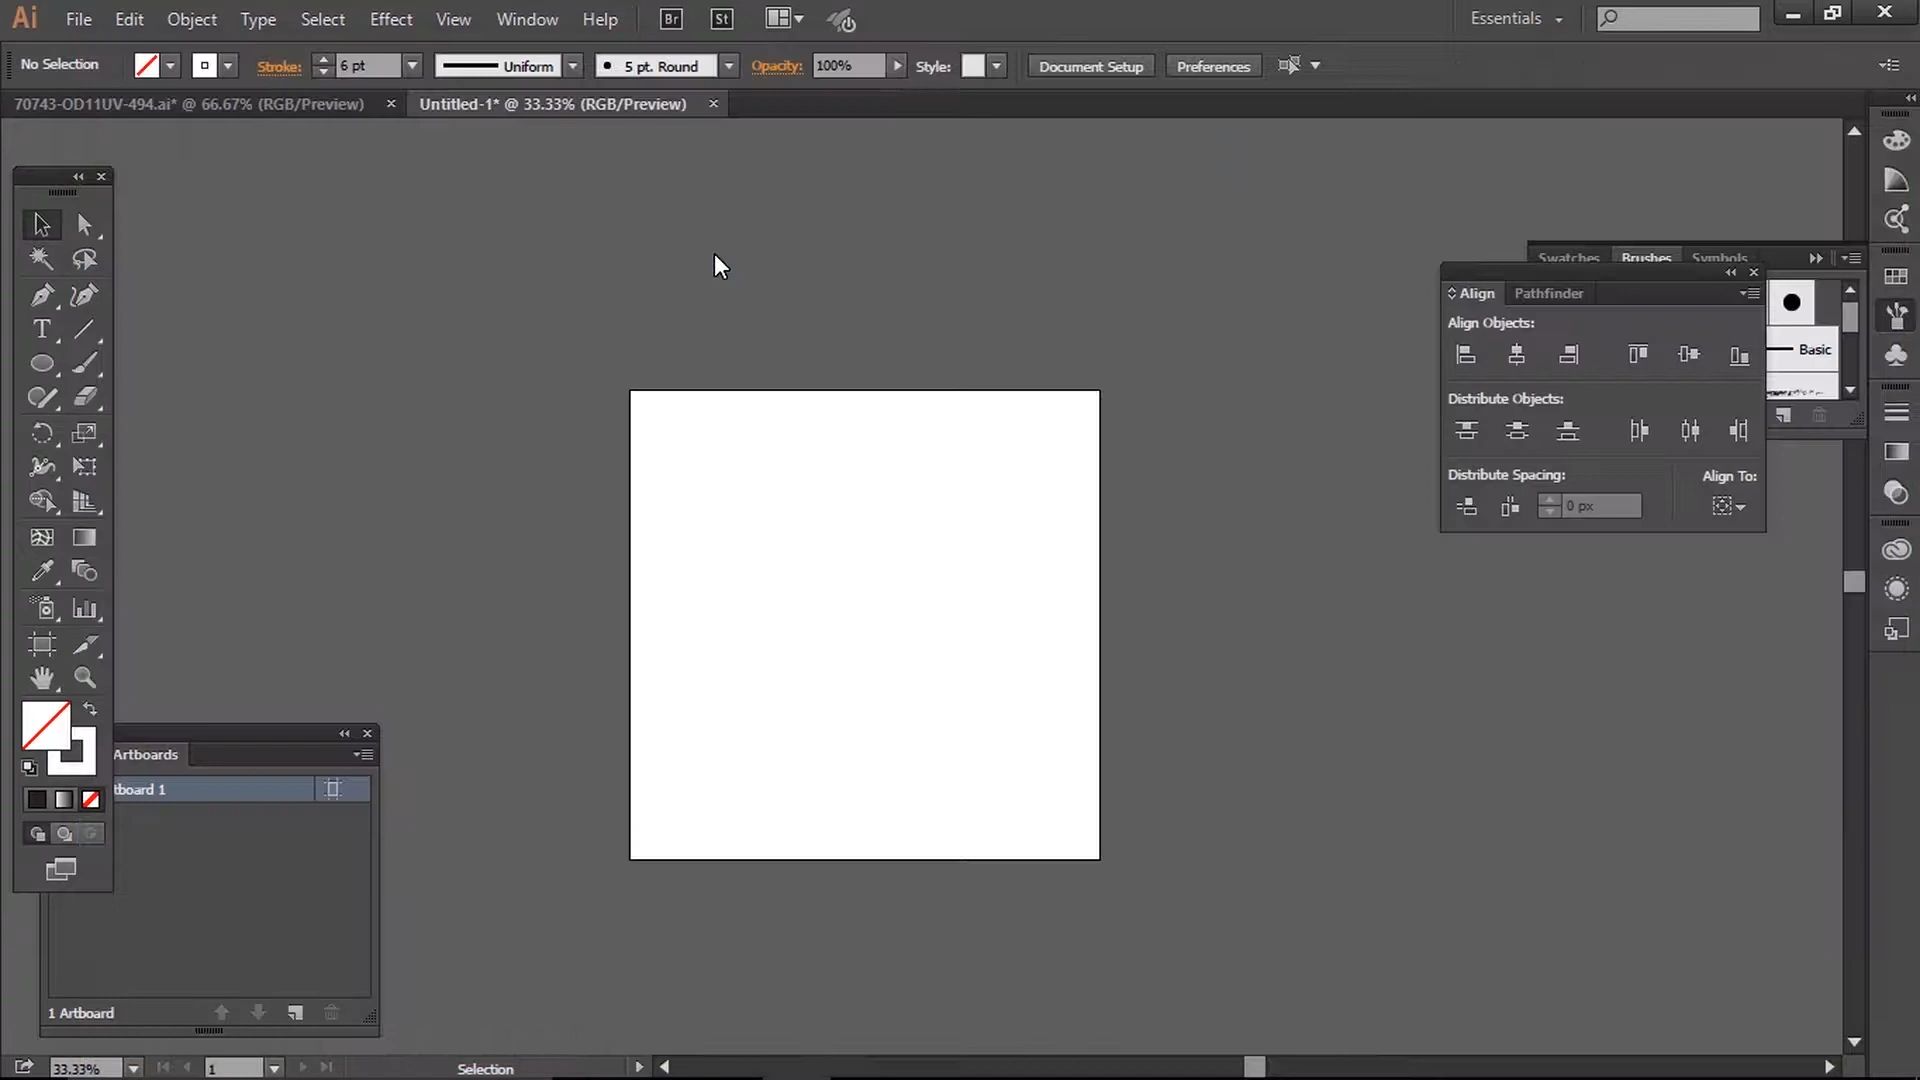 Ai File Edit Object Type Select Effect View Window Help Br St Essentials
No Selection Stroke: 6 pt Uniform 5 pt. Round Opacity: 100% Style: Document Setup Preferences
70743-OD11UV-494.ai* @ 66.67% (RGB/Preview) Untitled-1* @ 33.33% (RGB/Preview)
Swatches Brushes Symbols
Align Pathfinder
Align Objects:
Basic
Distribute Objects:
Distribute Spacing: Align To:
0 px
Artboards
tboard 1
1 Artboard
33.33% 1 Selection